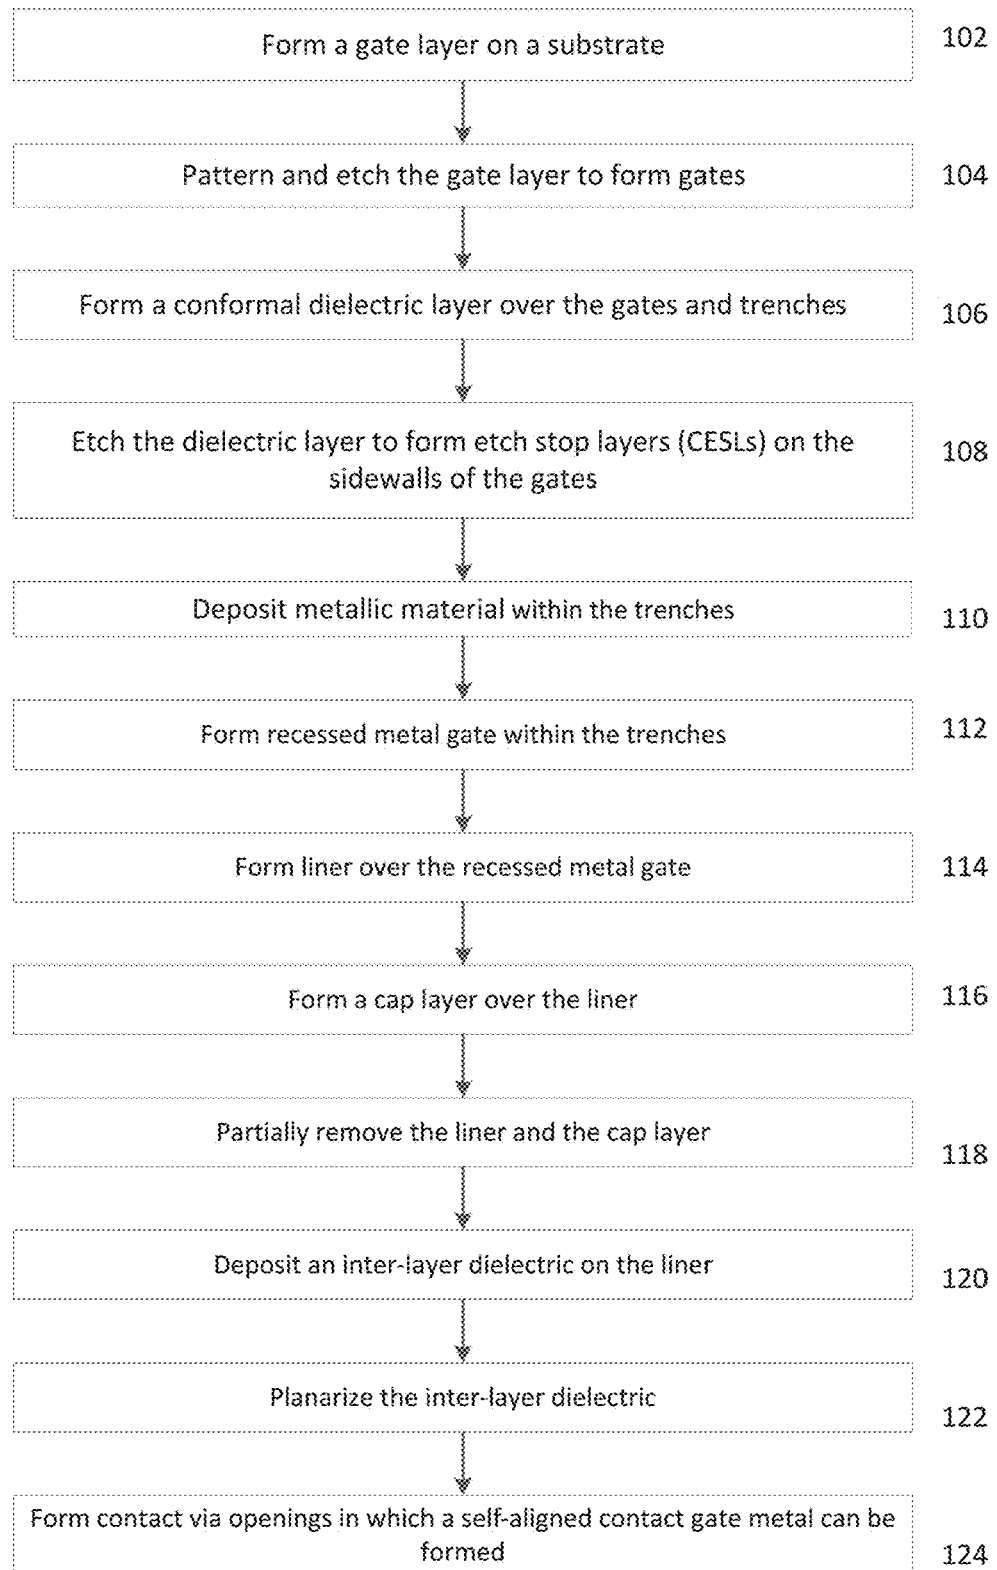 Form a gate layer on a substrate
102
Pattern and etch the gate layer to form gates
104
Form a conformal dielectric layer over the gates and trenches
106
Etch the dielectric layer to form etch stop layers (CESLs) on the
sidewalls of the gates
108
Deposit metallic material within the trenches
110
Form recessed metal gate within the trenches
112
Form liner over the recessed metal gate
114
Form a cap layer over the liner
116
Partially remove the liner and the cap layer
118
Deposit an inter-layer dielectric on the liner
120
Planarize the inter-layer dielectric
122
Form contact via openings in which a self-aligned contact gate metal can be
formed
124